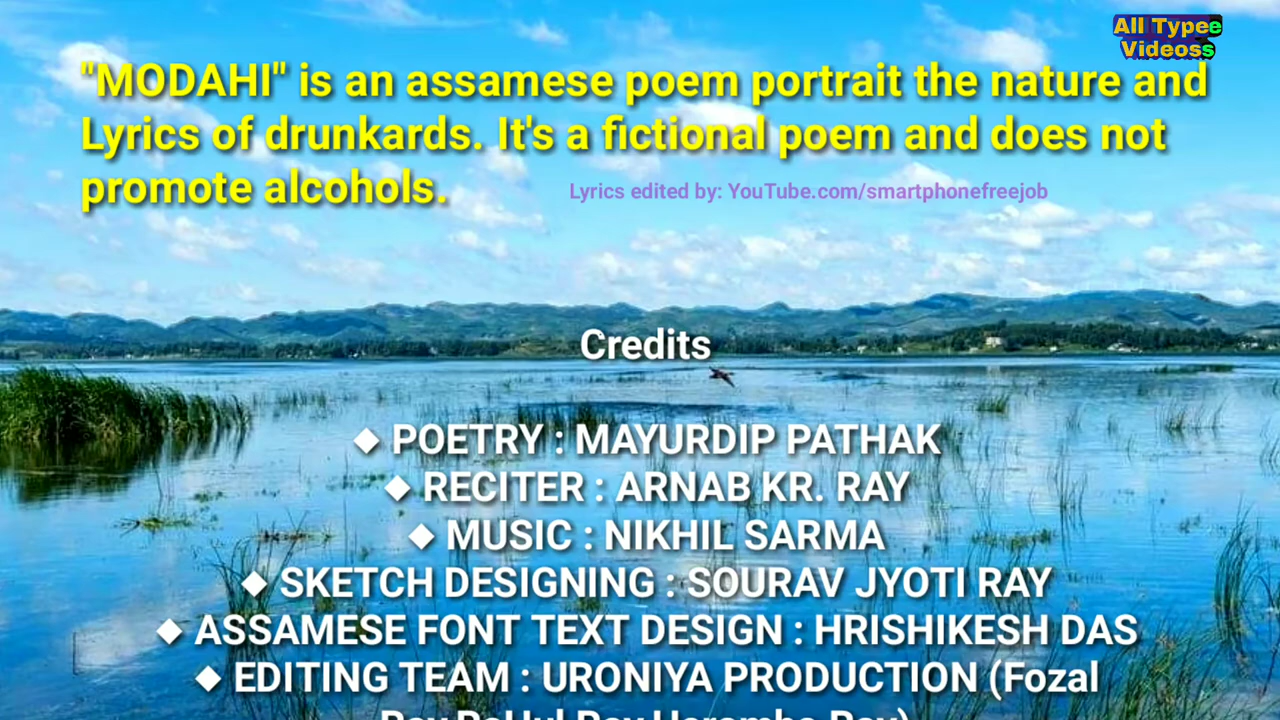 All Typee
Videoss
"MODAHI" is an assamese poem portrait the nature and
Lyrics of drunkards. It's a fictional poem and does not
promote alcohols.
Lyrics edited by: YouTube.com/smartphonefreejob
Credits
◆ POETRY : MAYURDIP PATHAK
◆ RECITER : ARNAB KR. RAY
◆ MUSIC : NIKHIL SARMA
◆ SKETCH DESIGNING : SOURAV JYOTI RAY
◆ ASSAMESE FONT TEXT DESIGN : HRISHIKESH DAS
◆ EDITING TEAM : URONIYA PRODUCTION (Fozal